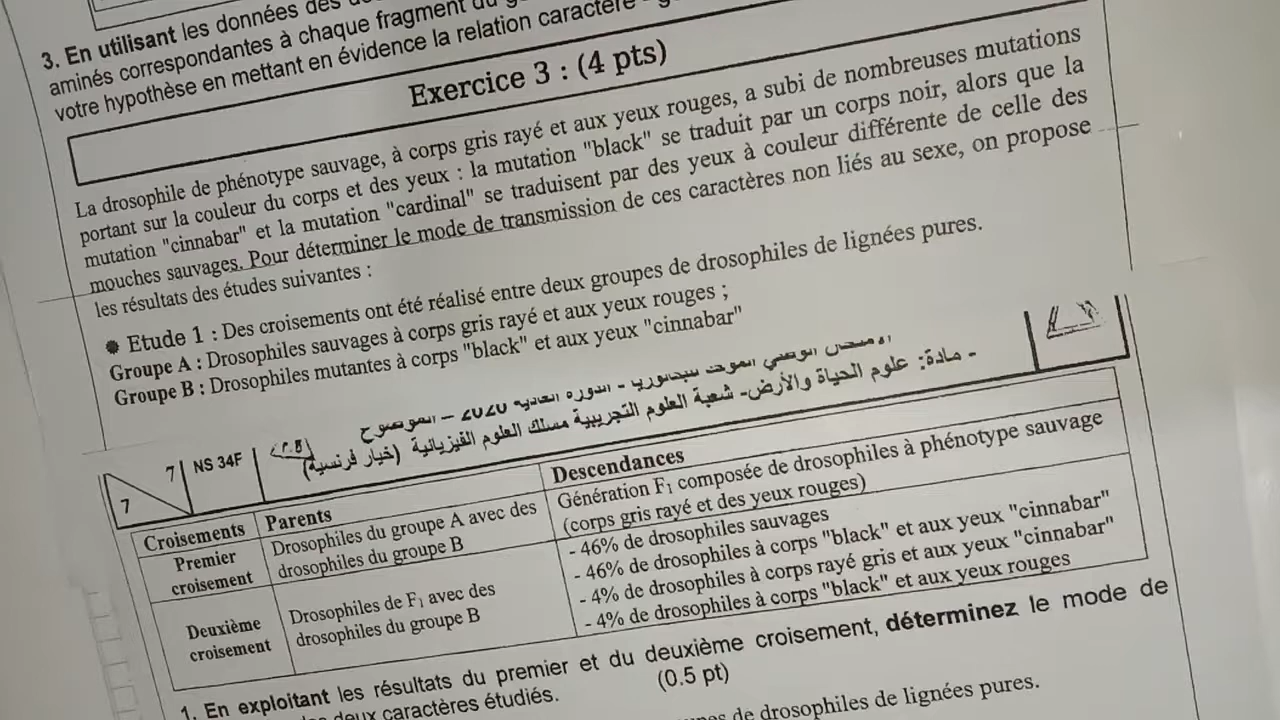 3. En utilisant les données des
aminés correspondantes à chaque fragment du
votre hypothèse en mettant en évidence la relation caractère
Exercice 3 : (4 pts)
La drosophile de phénotype sauvage, à corps gris rayé et aux yeux rouges, a subi de nombreuses mutations
portant sur la couleur du corps et des yeux : la mutation "black" se traduit par un corps noir, alors que la
mutation "cinnabar" et la mutation "cardinal" se traduisent par des yeux à couleur différente de celle des
mouches sauvages. Pour déterminer le mode de transmission de ces caractères non liés au sexe, on propose
les résultats des études suivantes :
● Etude 1 : Des croisements ont été réalisé entre deux groupes de drosophiles de lignées pures.
Groupe A : Drosophiles sauvages à corps gris rayé et aux yeux rouges ;
Groupe B : Drosophiles mutantes à corps "black" et aux yeux "cinnabar"
7
7
NS 34F
- مادة: علوم الحياة والأرض- شعبة العلوم التجريبية مسلك العلوم الفيزيائية (خيار فرنسية)
Croisements Parents Descendances
Premier croisement
Drosophiles du groupe A avec des
drosophiles du groupe B
Génération F₁ composée de drosophiles à phénotype sauvage
(corps gris rayé et des yeux rouges)
Deuxième croisement
Drosophiles de F₁ avec des
drosophiles du groupe B
- 46% de drosophiles sauvages
- 46% de drosophiles à corps "black" et aux yeux "cinnabar"
- 4% de drosophiles à corps rayé gris et aux yeux "cinnabar"
- 4% de drosophiles à corps "black" et aux yeux rouges
1. En exploitant les résultats du premier et du deuxième croisement, déterminez le mode de
deux caractères étudiés. (0.5 pt)
de drosophiles de lignées pures.